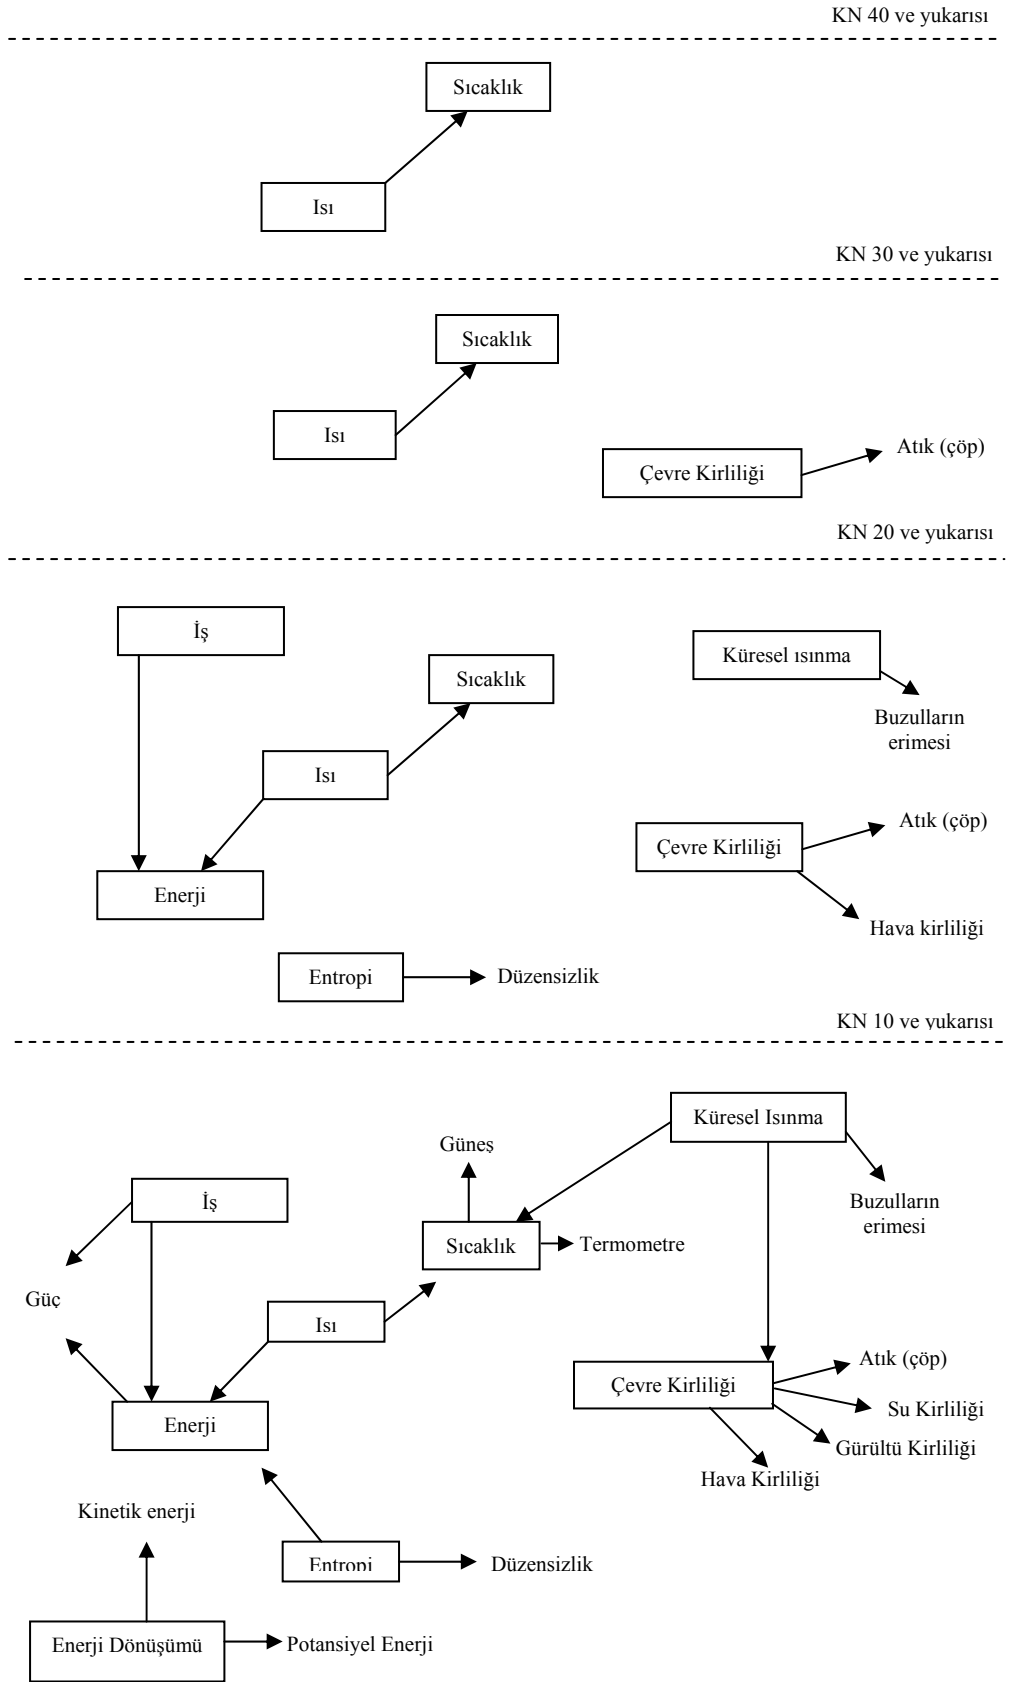 KN 40 ve yukarısı
Sıcaklık
Isı
KN 30 ve yukarısı
Sıcaklık
Isı
Atık (çöp)
Çevre Kirliliği
KN 20 ve yukarısı
İş
Küresel ısınma
Sıcaklık
Buzulların
erimesi
Isı
Atık (çöp)
Çevre Kirliliği
Enerji
Hava kirliliği
Entropi
Düzensizlik
KN 10 ve yukarısı
Küresel Isınma
Güneş
İş
Buzulların
erimesi
Sıcaklık
Termometre
Güç
Isı
Atık (çöp)
Çevre Kirliliği
Su Kirliliği
Enerji
Gürültü Kirliliği
Hava Kirliliği
Kinetik enerji
Entropi
Düzensizlik
Enerji Dönüşümü
Potansiyel Enerji